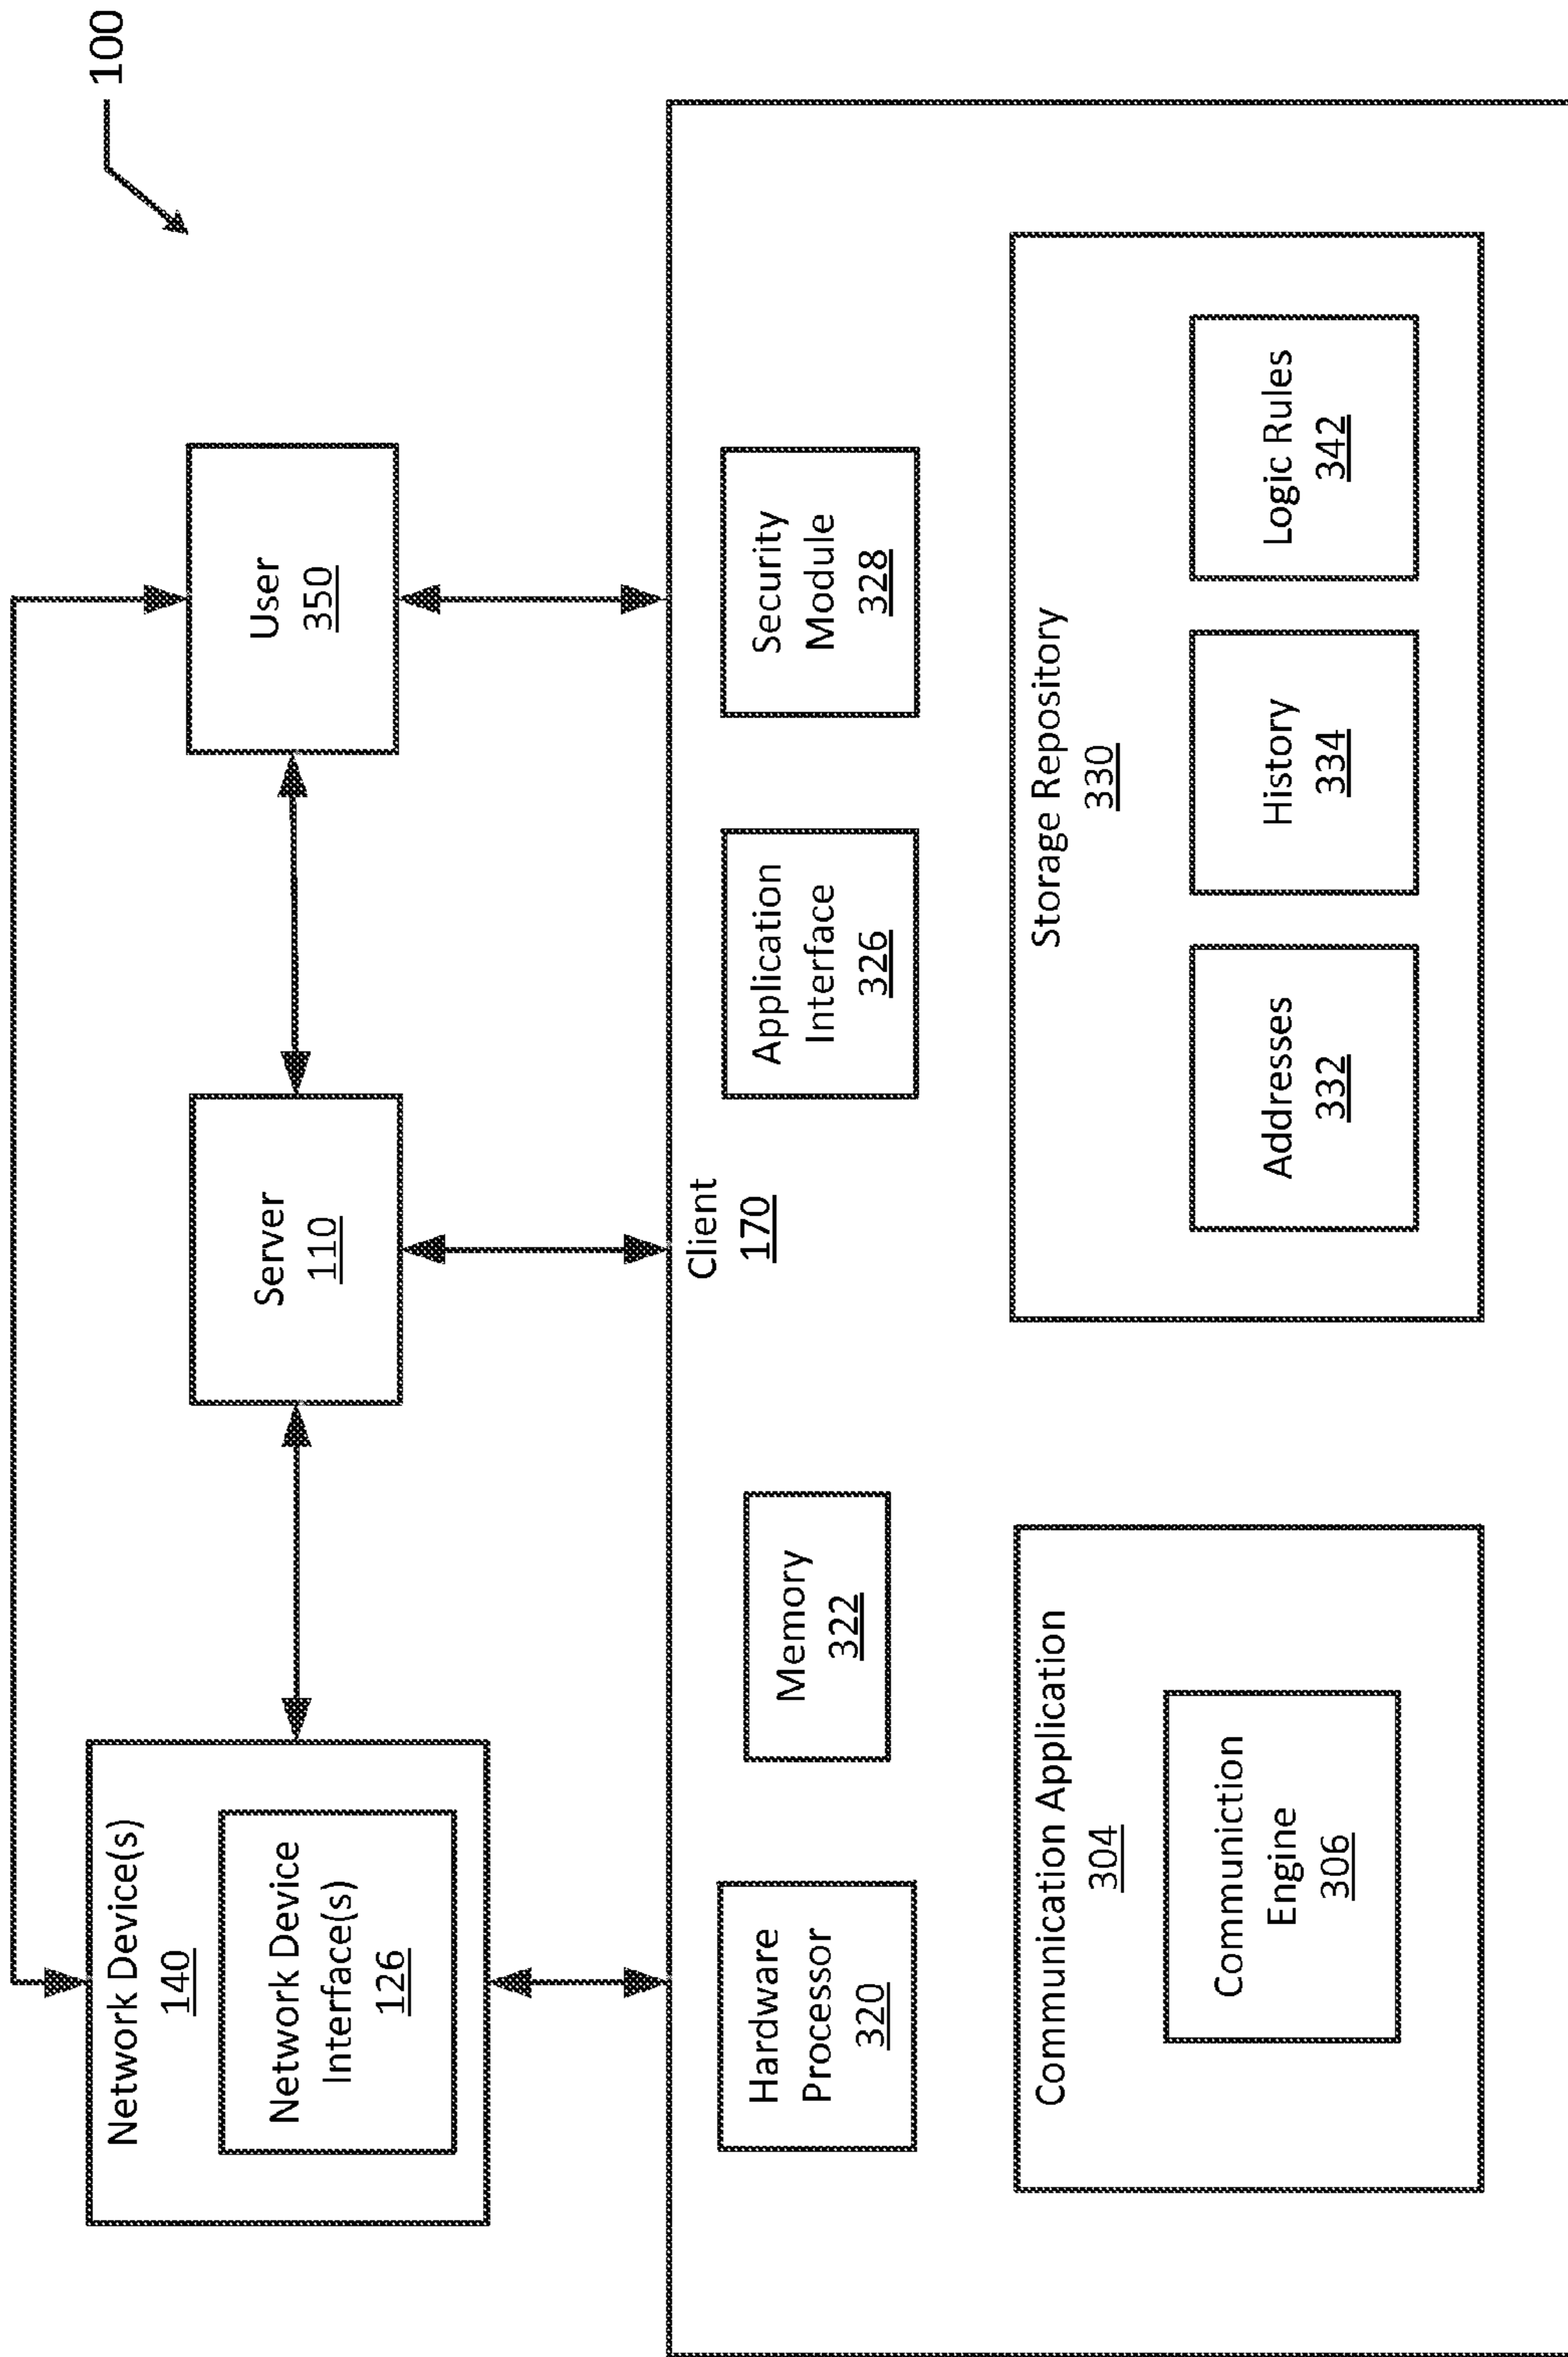 100
Network Device(s)
140
Network Device
Interface(s)
126
Server
110
User
350
Client
170
Hardware
Processor
320
Memory
322
Application
Interface
326
Security
Module
328
Communication Application
304
Communiction
Engine
306
Storage Repository
330
Addresses
332
History
334
Logic Rules
342